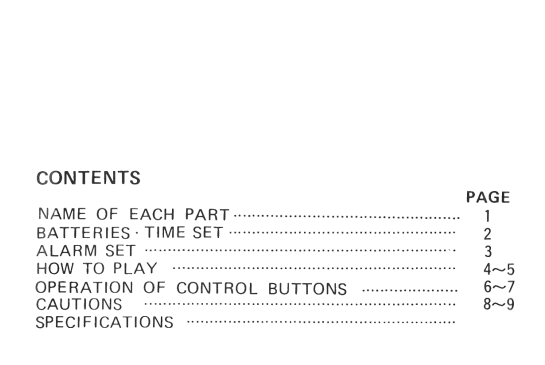 CONTENTS
PAGE
NAME OF EACH PART ........................................ 1
BATTERIES · TIME SET ........................................ 2
ALARM SET ........................................ 3
HOW TO PLAY ........................................ 4~5
OPERATION OF CONTROL BUTTONS .................... 6~7
CAUTIONS ........................................ 8~9
SPECIFICATIONS ........................................